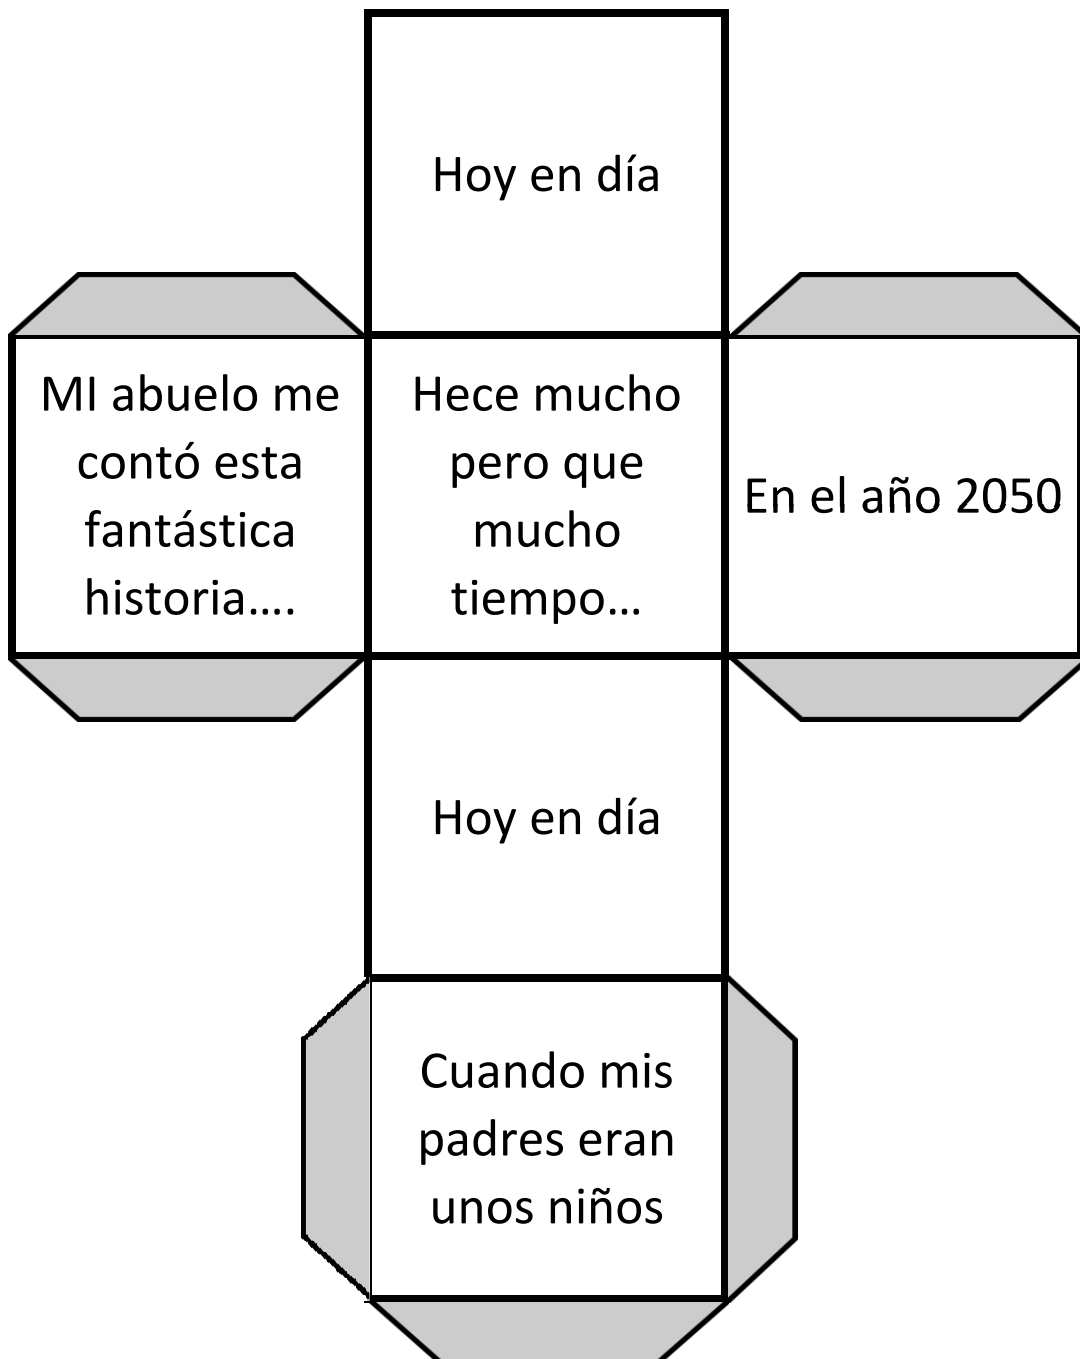 Hoy en día
MI abuelo me
contó esta
fantástica
historia....
Hece mucho
pero que
mucho
tiempo...
En el año 2050
Hoy en día
Cuando mis
padres eran
unos niños